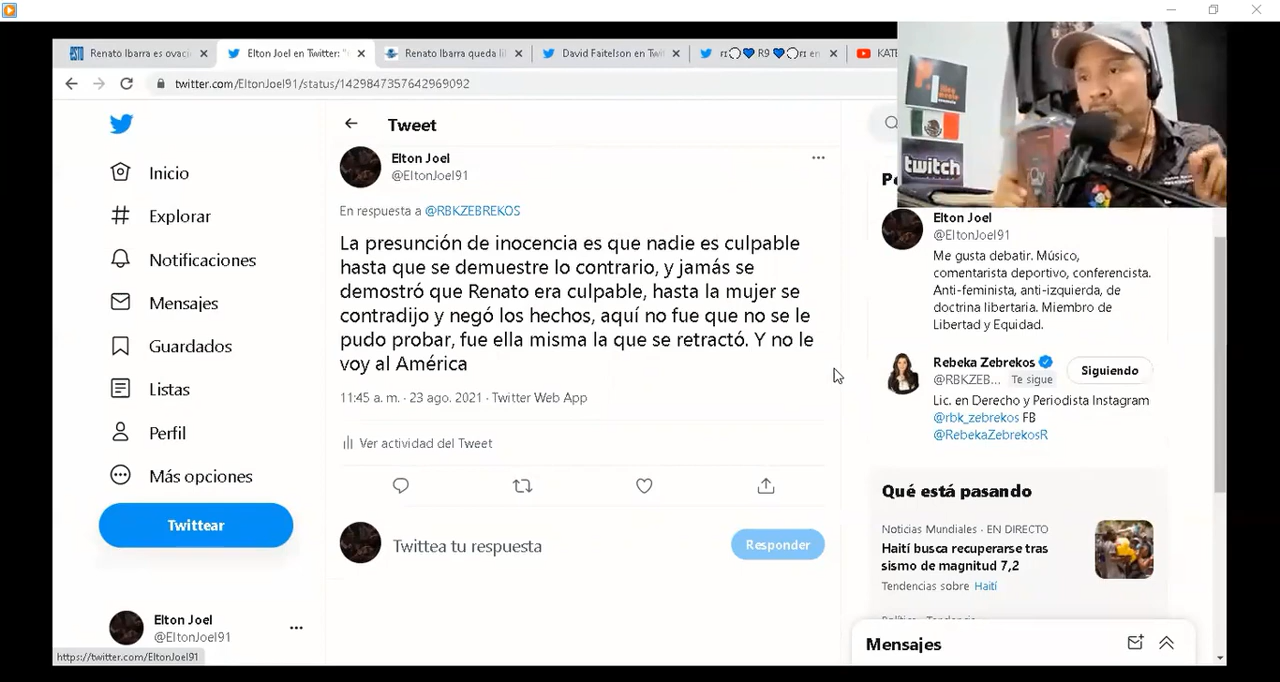 Renato Ibarra es ovaci
Elton Joel en Twitter: "
Renato Ibarra queda li
David Faitelson en Twi
R9
en
KATE
twitter.com/EltonJoel91/status/1429847357642969092
Inicio
Explorar
Notificaciones
Mensajes
Guardados
Listas
Perfil
Más opciones
Twittear
Elton Joel
@EltonJoel91
https://twitter.com/EltonJoel91
Tweet
Elton Joel
@EltonJoel91
En respuesta a @RBKZEBREKOS
La presunción de inocencia es que nadie es culpable
hasta que se demuestre lo contrario, y jamás se
demostró que Renato era culpable, hasta la mujer se
contradijo y negó los hechos, aquí no fue que no se le
pudo probar, fue ella misma la que se retractó. Y no le
voy al América
11:45 a. m. · 23 ago. 2021 · Twitter Web App
Ver actividad del Tweet
Twittea tu respuesta
Responder
twitch
Elton Joel
@EltonJoel91
Me gusta debatir. Músico,
comentarista deportivo, conferencista.
Anti-feminista, anti-izquierda, de
doctrina libertaria. Miembro de
Libertad y Equidad.
Rebeka Zebrekos
@RBKZEB... Te sigue
Siguiendo
Lic. en Derecho y Periodista Instagram
@rbk_zebrekos FB
@RebekaZebrekosR
Qué está pasando
Noticias Mundiales · EN DIRECTO
Haití busca recuperarse tras
sismo de magnitud 7,2
Tendencias sobre Haití
Mensajes